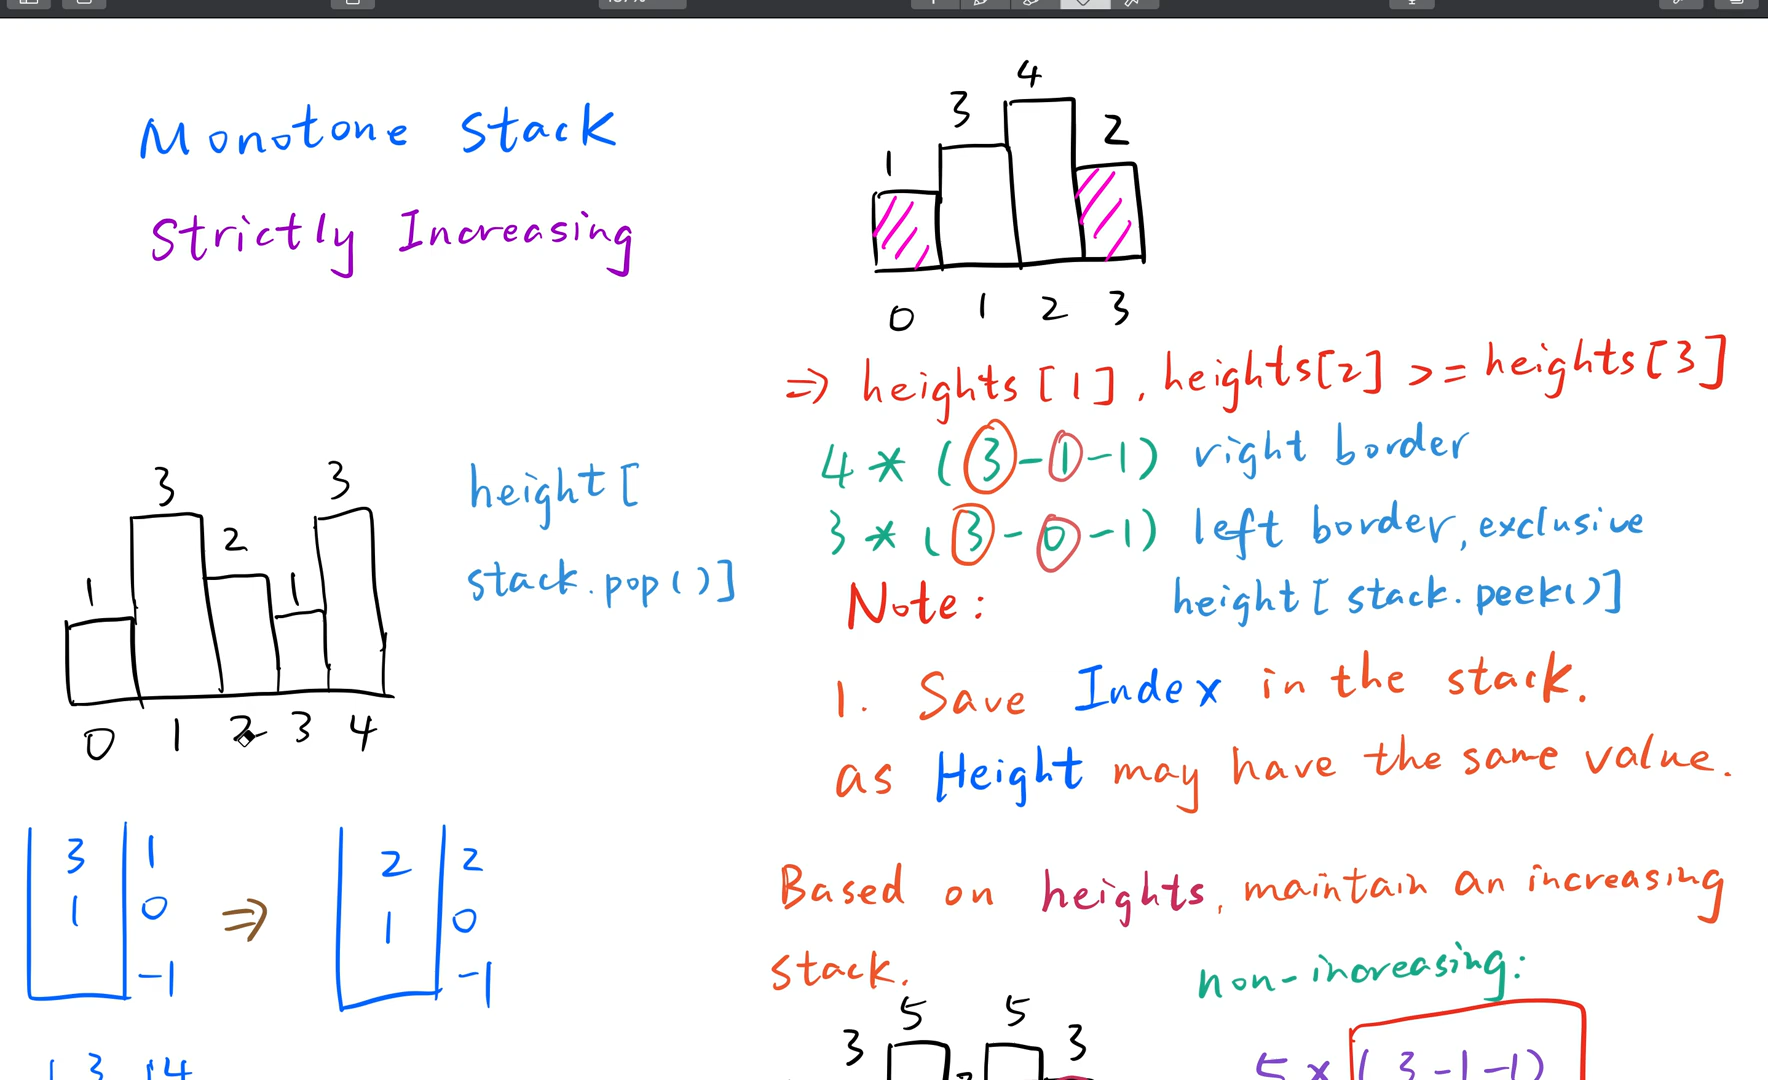 Monotone Stack
Strictly Increasing
1 3 4 2
0 1 2 3
=> heights[1], heights[2] >= heights[3]
4 * (3-1-1) right border
3 * (3-0-1) left border, exclusive
height[stack.peek()]
Note:
1. Save Index in the stack.
as Height may have the same value.
Based on heights, maintain an increasing
stack.
non-increasing:
3 5 5 3
5 × (3-1-1)
1 3 2 1 3
0 1 2 3 4
height[
stack.pop()]
3 1
1 0
-1
=>
2 2
1 0
-1